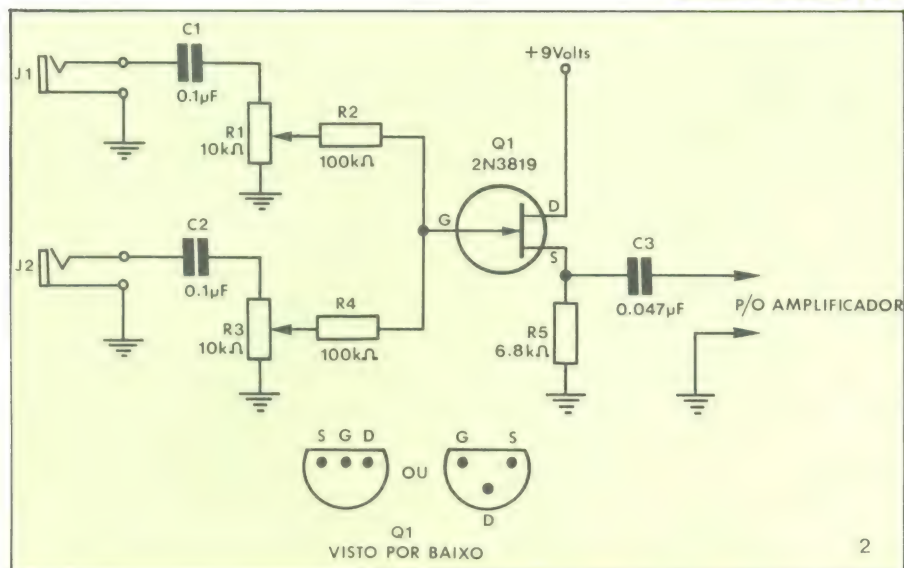 C1
J1
0.1µF
R1
10kΩ
R2
100kΩ
+9Volts
Q1
2N3819
G
D
S
C2
J2
0.1µF
R3
10kΩ
R4
100kΩ
C3
0.047µF
P/O AMPLIFICADOR
R5
6.8kΩ
S G D
OU
G S
D
Q1
VISTO POR BAIXO
2